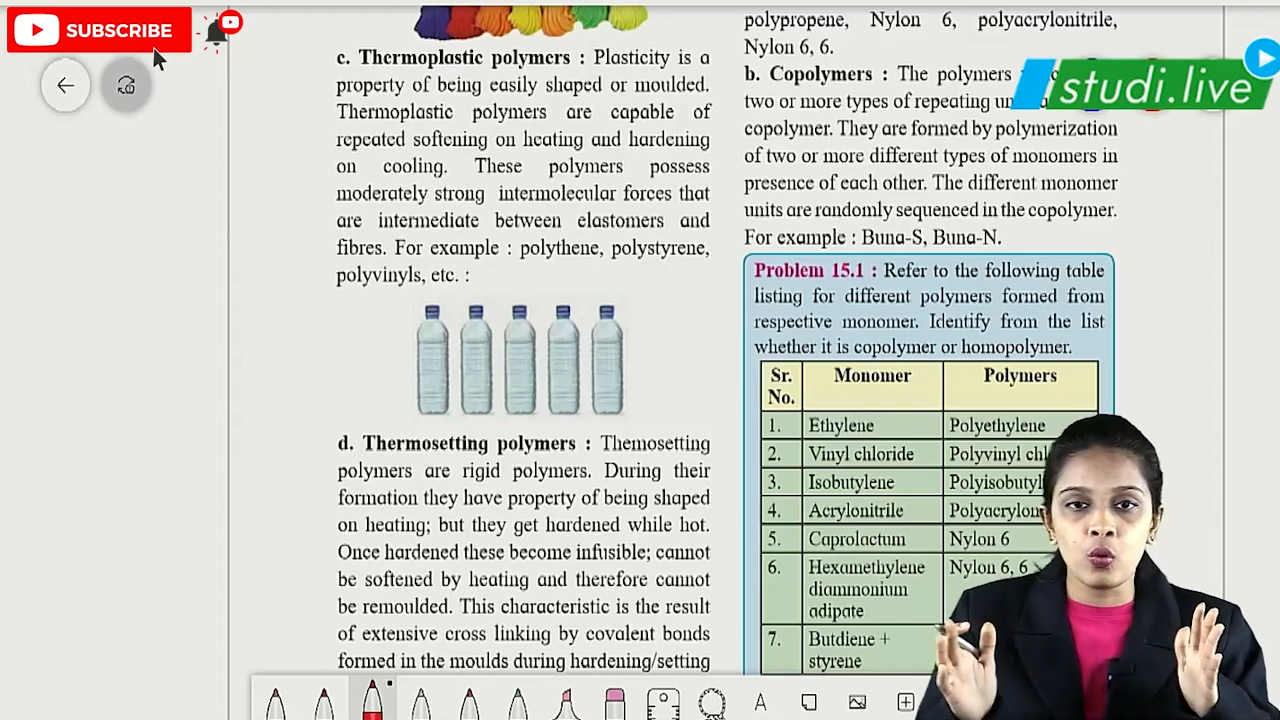 SUBSCRIBE
c. Thermoplastic polymers : Plasticity is a
property of being easily shaped or moulded.
Thermoplastic polymers are capable of
repeated softening on heating and hardening
on cooling. These polymers possess
moderately strong intermolecular forces that
are intermediate between elastomers and
fibres. For example : polythene, polystyrene,
polyvinyls, etc. :
d. Thermosetting polymers : Themosetting
polymers are rigid polymers. During their
formation they have property of being shaped
on heating; but they get hardened while hot.
Once hardened these become infusible; cannot
be softened by heating and therefore cannot
be remoulded. This characteristic is the result
of extensive cross linking by covalent bonds
formed in the moulds during hardening/setting
polypropene, Nylon 6, polyacrylonitrile,
Nylon 6, 6.
b. Copolymers : The polymers
two or more types of repeating
copolymer. They are formed by polymerization
of two or more different types of monomers in
presence of each other. The different monomer
units are randomly sequenced in the copolymer.
For example : Buna-S, Buna-N.
studi.live
Problem 15.1 : Refer to the following table
listing for different polymers formed from
respective monomer. Identify from the list
whether it is copolymer or homopolymer.
Sr. No. Monomer Polymers
1. Ethylene Polyethylene
2. Vinyl chloride Polyvinyl
3. Isobutylene
4. Acrylonitrile
5. Caprolactum Nylon 6
6. Hexamethylene Nylon 6, 6
diammonium
adipate
7. Butdiene +
styrene
A